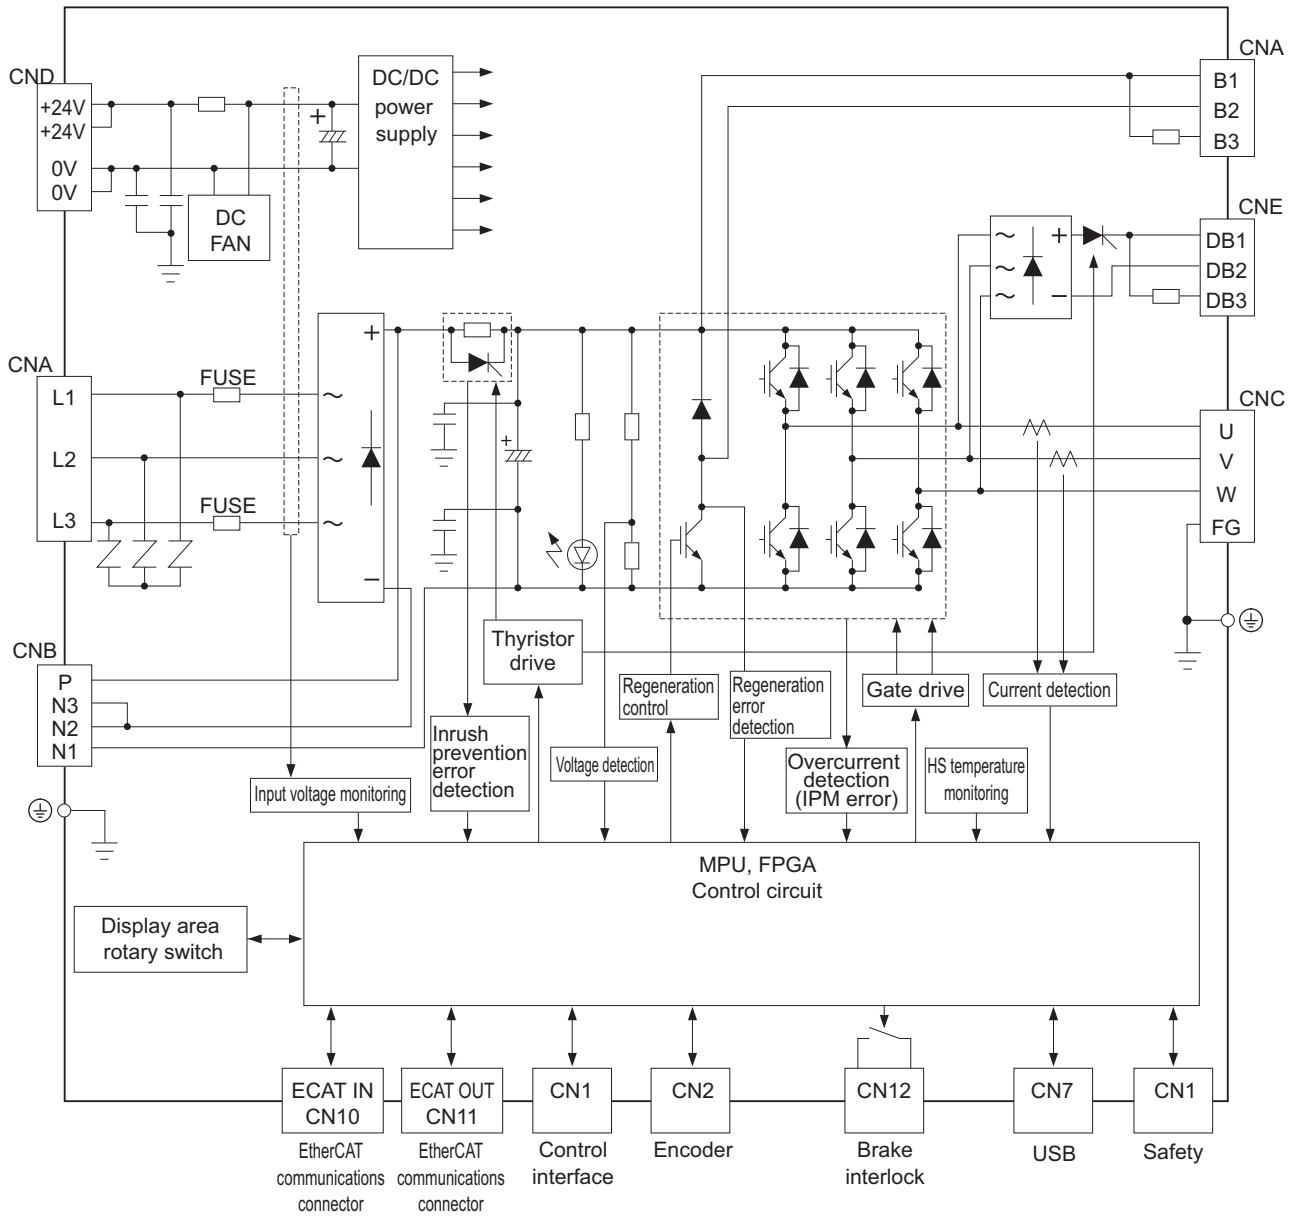 CND
+24V
+24V
0V
0V
DC
FAN
+
DC/DC
power
supply
CNA
B1
B2
B3
CNE
DB1
DB2
DB3
+
−
~
~
~
CNA
L1
L2
L3
FUSE
FUSE
+
~
~
~
−
+
CNC
U
V
W
FG
CNB
P
N3
N2
N1
Thyristor
drive
Regeneration
control
Regeneration
error
detection
Gate drive
Current detection
Inrush
prevention
error
detection
Voltage detection
Overcurrent
detection
(IPM error)
HS temperature
monitoring
Input voltage monitoring
MPU, FPGA
Control circuit
Display area
rotary switch
ECAT IN
CN10
ECAT OUT
CN11
CN1
CN2
CN12
CN7
CN1
EtherCAT
communications
connector
EtherCAT
communications
connector
Control
interface
Encoder
Brake
interlock
USB
Safety